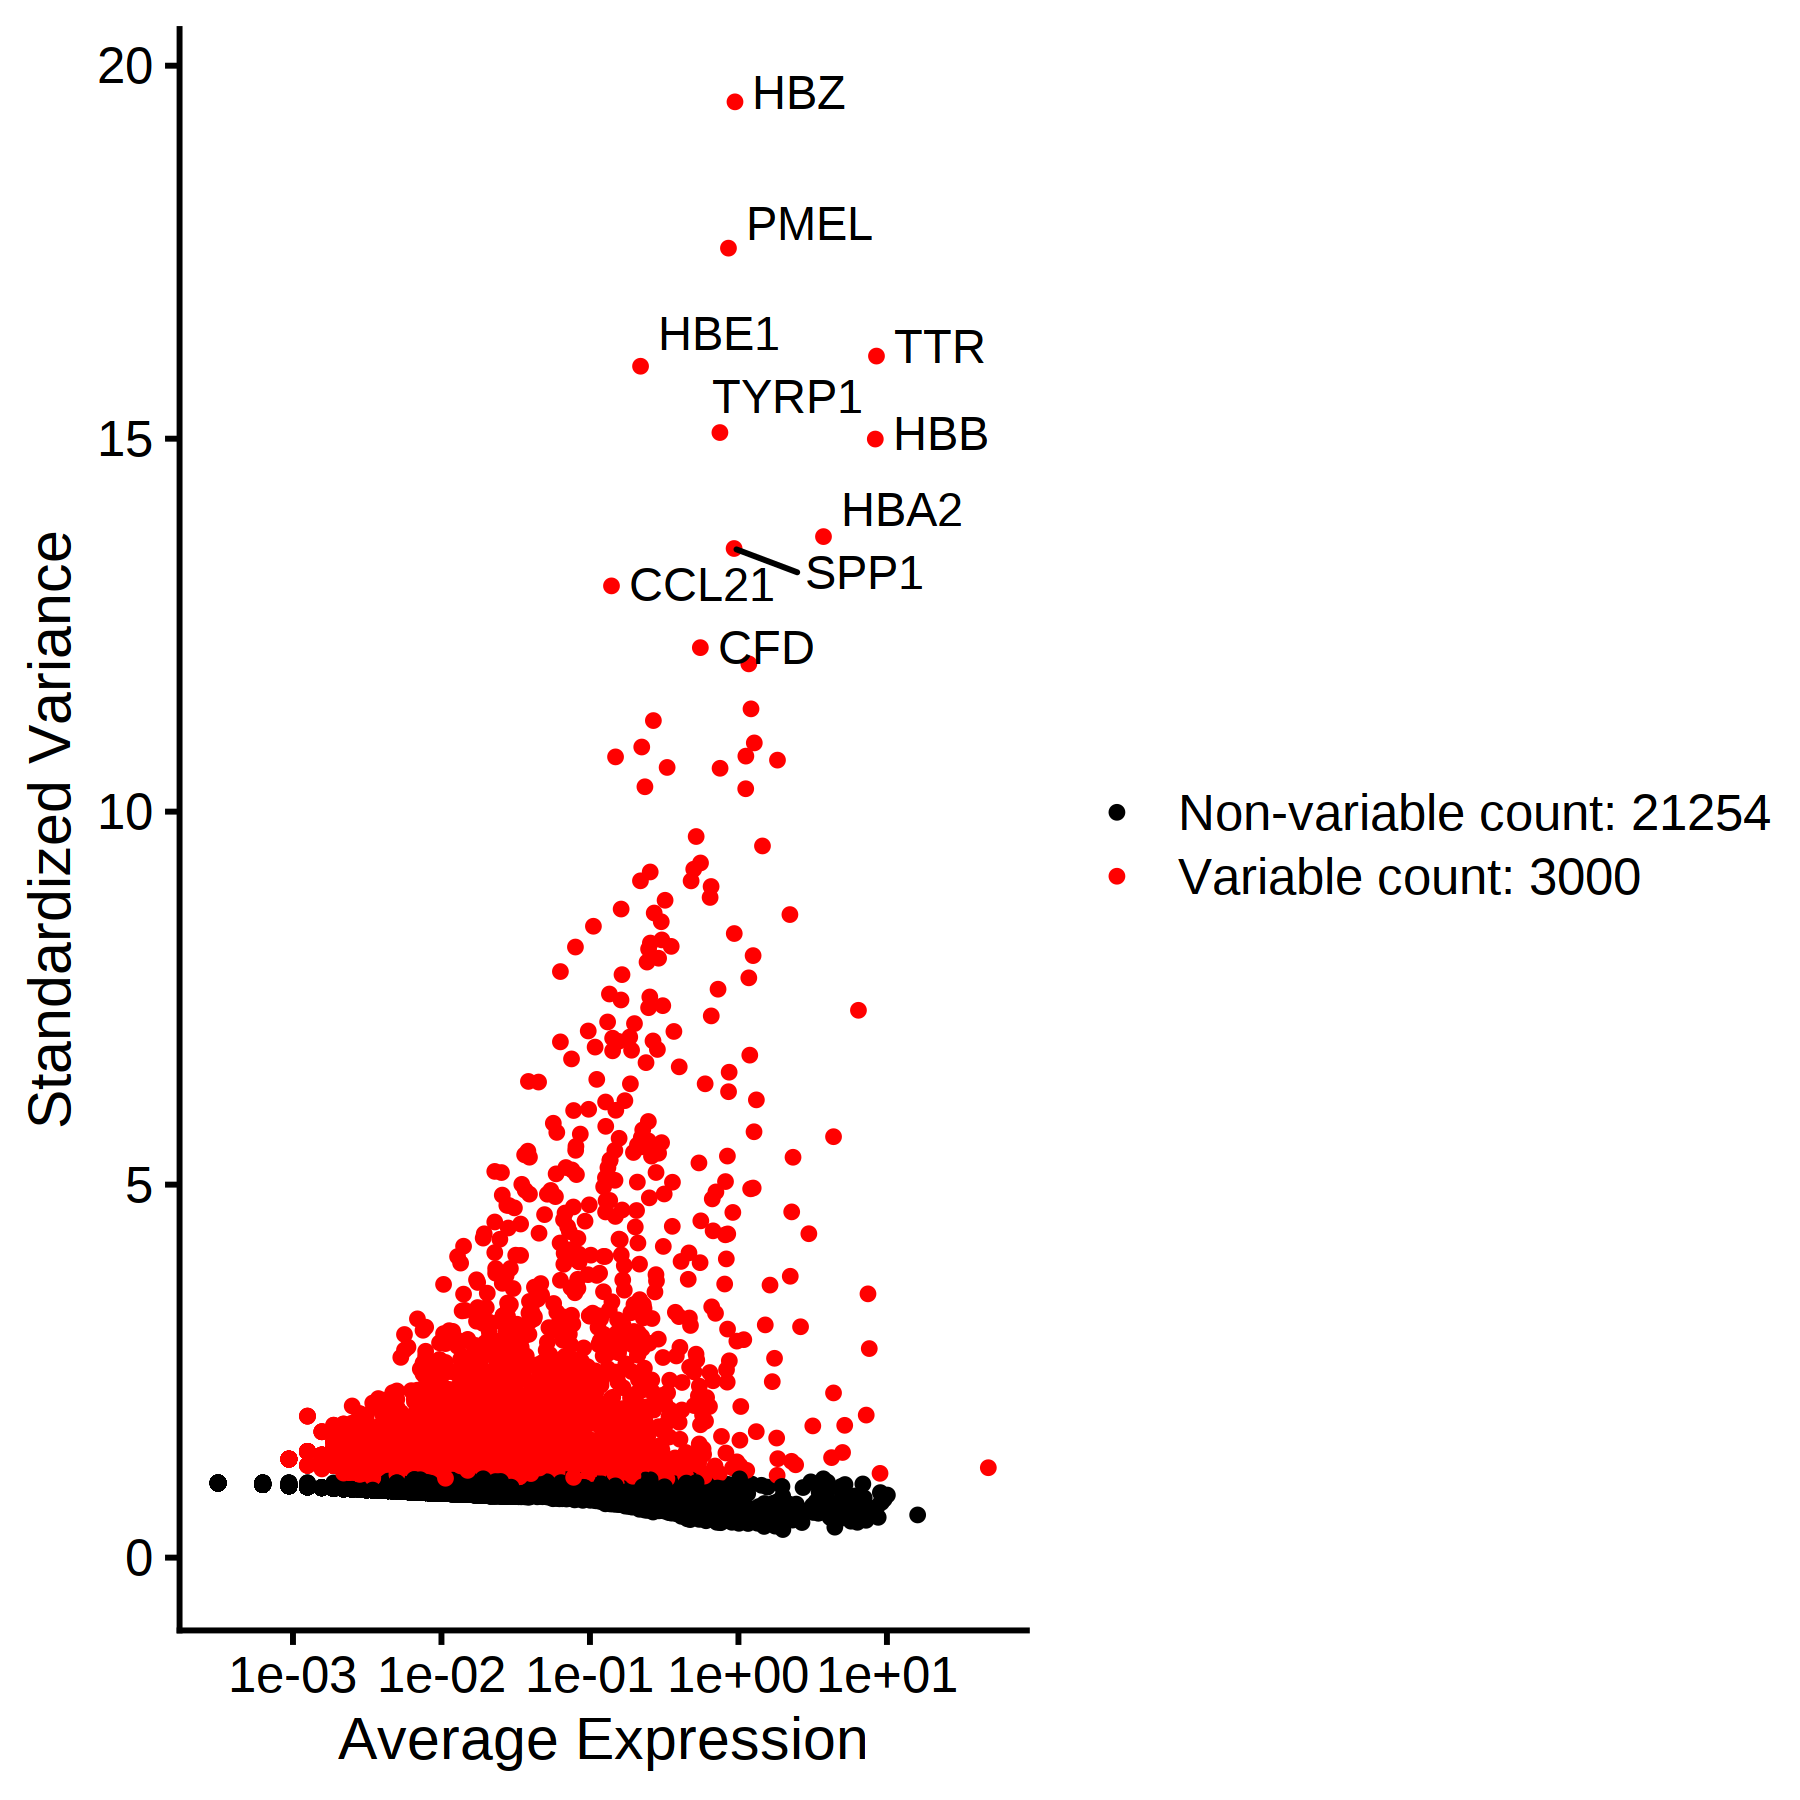 20
HBZ
PMEL
HBE1
TTR
TYRP1
15
HBB
HBA2
SPP1
CCL21
CFD
10
Non-variable count: 21254
Variable count: 3000
5
0
Standardized Variance
1e-03 1e-02 1e-01 1e+00 1e+01
Average Expression